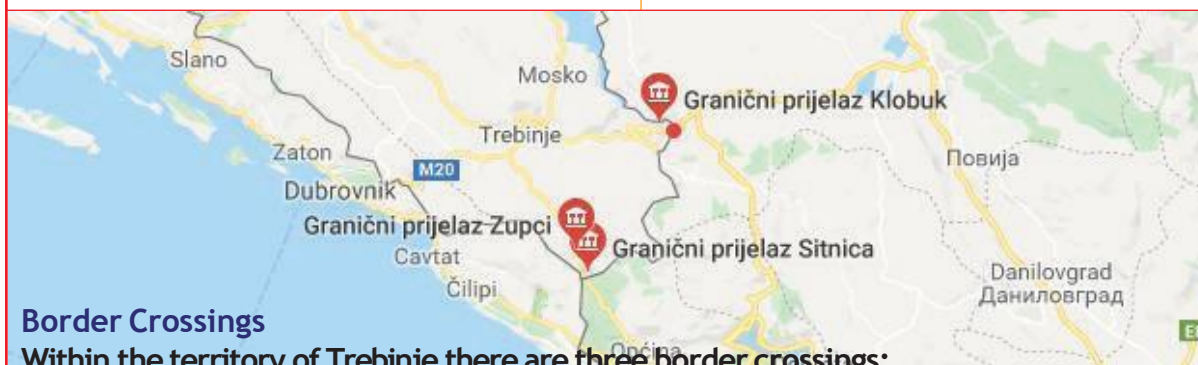 Slano
Mosko
Granični prijelaz Klobuk
Trebinje
Zaton
M20
Повија
Dubrovnik
Granični prijelaz Zupci
Granični prijelaz Sitnica
Cavtat
Čilipi
Danilovgrad
Даниловград
Border Crossings
Općina
Within the territory of Trebinje there are three border crossings: